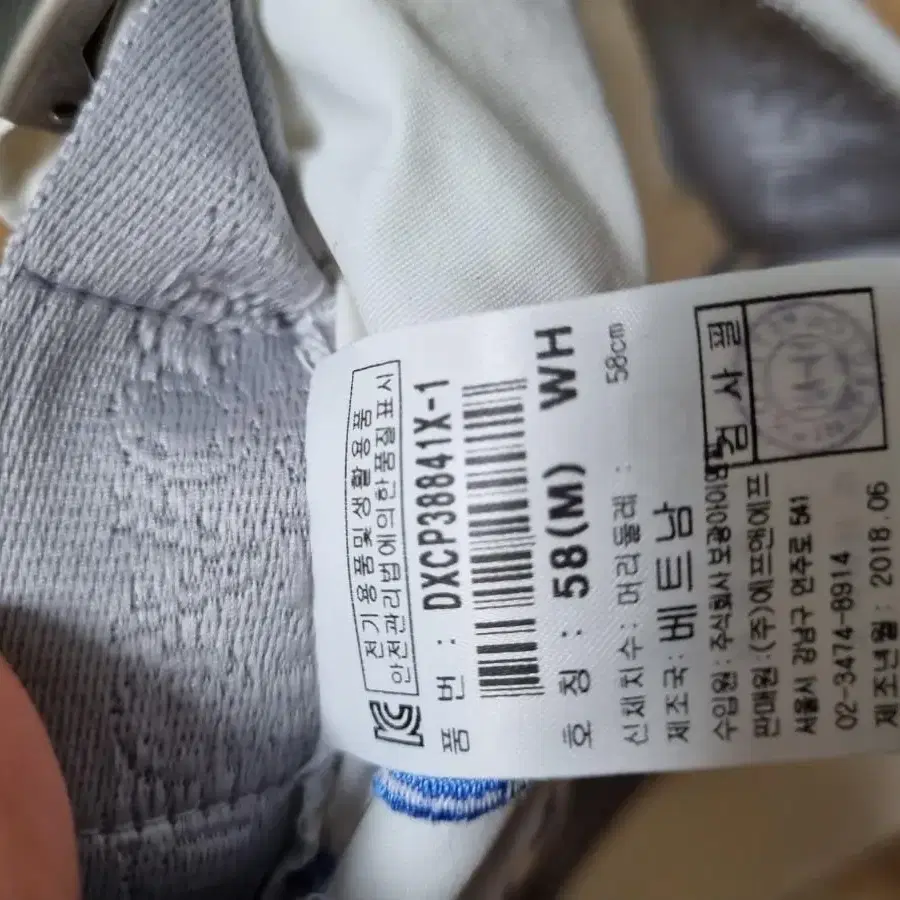 전기용품및생활용품
안전관리법에의한품질표시
품 번 : DXCP38841X-1
호 칭 : 58(M) WH
신체치수 : 머리둘레 : 58cm
제조국 : 베트남
수입원 : 주식회사 보광아이엔
판매원 : (주)에프앤에프
서울시 강남구 언주로 541
02-3474-8914
제조년월 : 2018.06
검 사 필